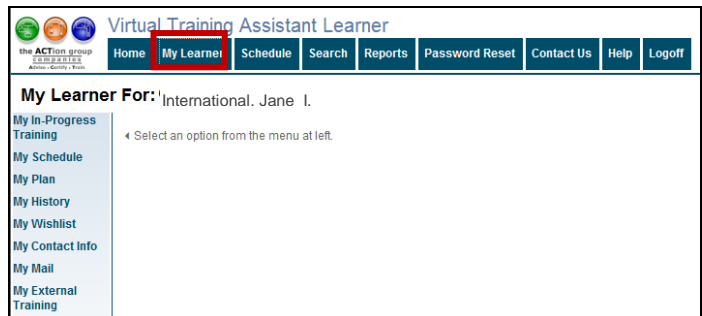 Virtual Training Assistant Learner
the ACTion group
companies
Advise - Certify - Train
Home My Learner Schedule Search Reports Password Reset Contact Us Help Logoff
My Learner For: International. Jane I.
My In-Progress
Training
Select an option from the menu at left.
My Schedule
My Plan
My History
My Wishlist
My Contact Info
My Mail
My External
Training